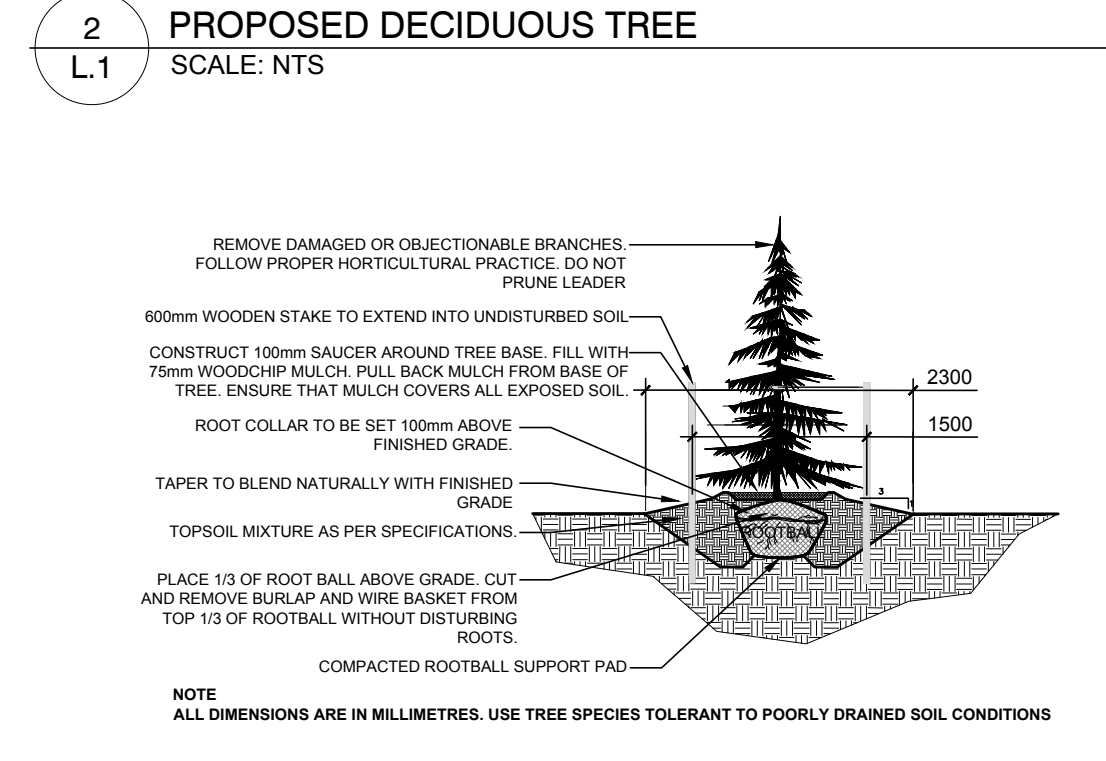 2
L.1
PROPOSED DECIDUOUS TREE
SCALE: NTS
REMOVE DAMAGED OR OBJECTIONABLE BRANCHES.
FOLLOW PROPER HORTICULTURAL PRACTICE. DO NOT
PRUNE LEADER
600mm WOODEN STAKE TO EXTEND INTO UNDISTURBED SOIL
CONSTRUCT 100mm SAUCER AROUND TREE BASE. FILL WITH
75mm WOODCHIP MULCH. PULL BACK MULCH FROM BASE OF
TREE. ENSURE THAT MULCH COVERS ALL EXPOSED SOIL.
2300
1500
ROOT COLLAR TO BE SET 100mm ABOVE
FINISHED GRADE.
TAPER TO BLEND NATURALLY WITH FINISHED
GRADE
3
1
TOPSOIL MIXTURE AS PER SPECIFICATIONS.
ROOTBALL
PLACE 1/3 OF ROOT BALL ABOVE GRADE. CUT
AND REMOVE BURLAP AND WIRE BASKET FROM
TOP 1/3 OF ROOTBALL WITHOUT DISTURBING
ROOTS.
COMPACTED ROOTBALL SUPPORT PAD
NOTE
ALL DIMENSIONS ARE IN MILLIMETRES. USE TREE SPECIES TOLERANT TO POORLY DRAINED SOIL CONDITIONS